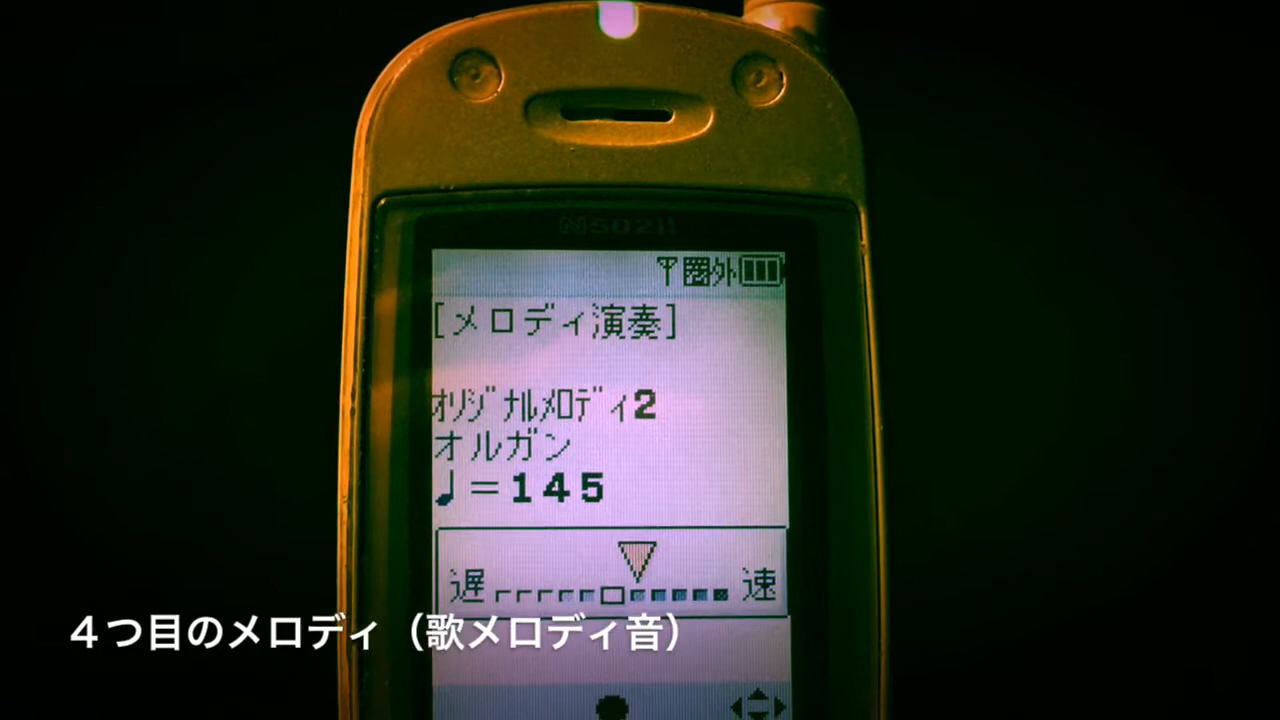 N502it
圏外
[メロディ演奏]
ｵﾘｼﾞﾅﾙﾒﾛﾃﾞｨ2
オルガン
♩=145
遅 速
4つ目のメロディ（歌メロディ音）